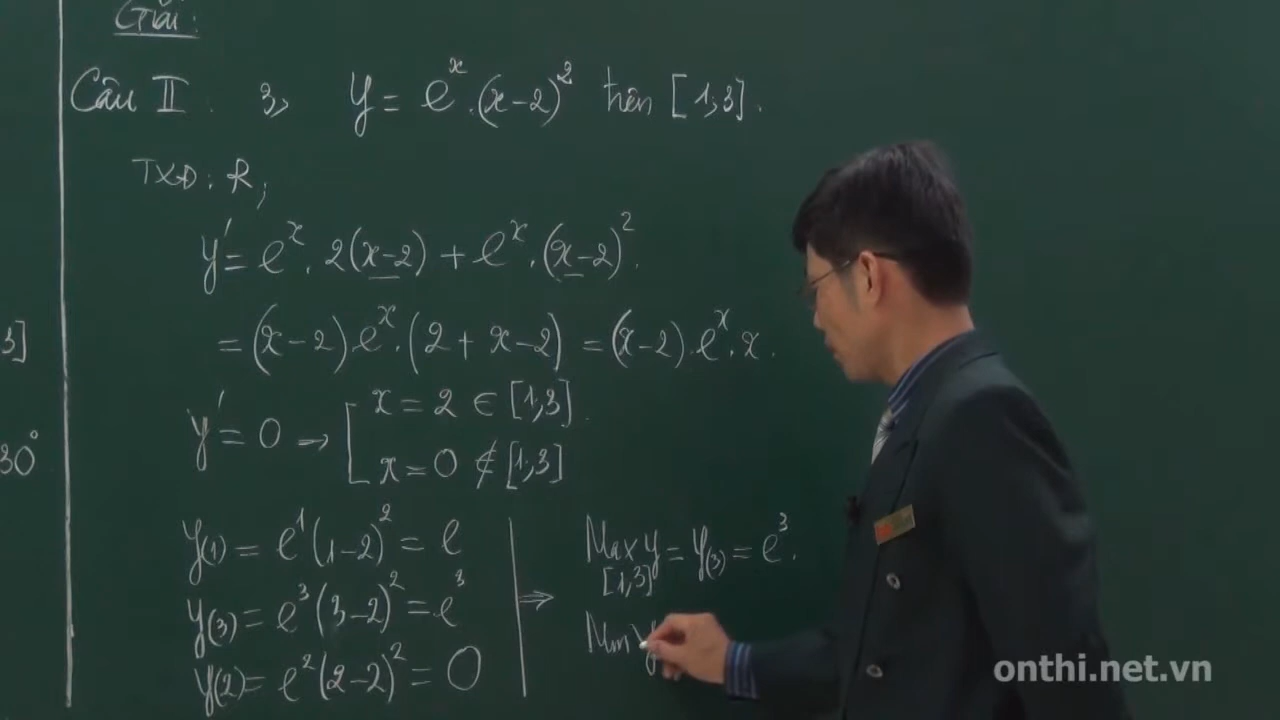 Giải:
Câu II. 3, y = e^x.(x-2)^2 trên [1;3].
TXĐ: R;
y' = e^x. 2(x-2) + e^x.(x-2)^2.
= (x-2).e^x.(2+x-2) = (x-2).e^x.x.
y' = 0 → [ x = 2 ∈ [1;3].
x = 0 ∉ [1;3]
y(1) = e^1(1-2)^2 = e
y(3) = e^3(3-2)^2 = e^3
y(2) = e^2(2-2)^2 = 0
⇒ Max y = y(3) = e^3.
[1;3]
Min y
3]
30°
onthi.net.vn